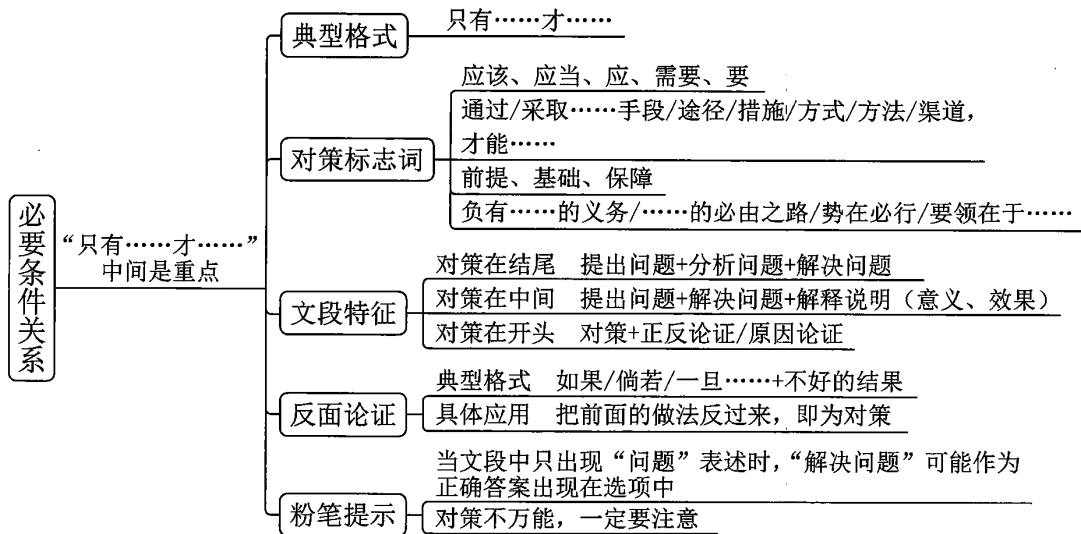 必要条件关系
“只有……才……”
中间是重点
典型格式
只有……才……
对策标志词
应该、应当、应、需要、要
通过/采取……手段/途径/措施/方式/方法/渠道，
才能……
前提、基础、保障
负有……的义务/……的必由之路/势在必行/要领在于……
文段特征
对策在结尾 提出问题+分析问题+解决问题
对策在中间 提出问题+解决问题+解释说明（意义、效果）
对策在开头 对策+正反论证/原因论证
反面论证
典型格式 如果/倘若/一旦……+不好的结果
具体应用 把前面的做法反过来，即为对策
粉笔提示
当文段中只出现“问题”表述时，“解决问题”可能作为
正确答案出现在选项中
对策不万能，一定要注意